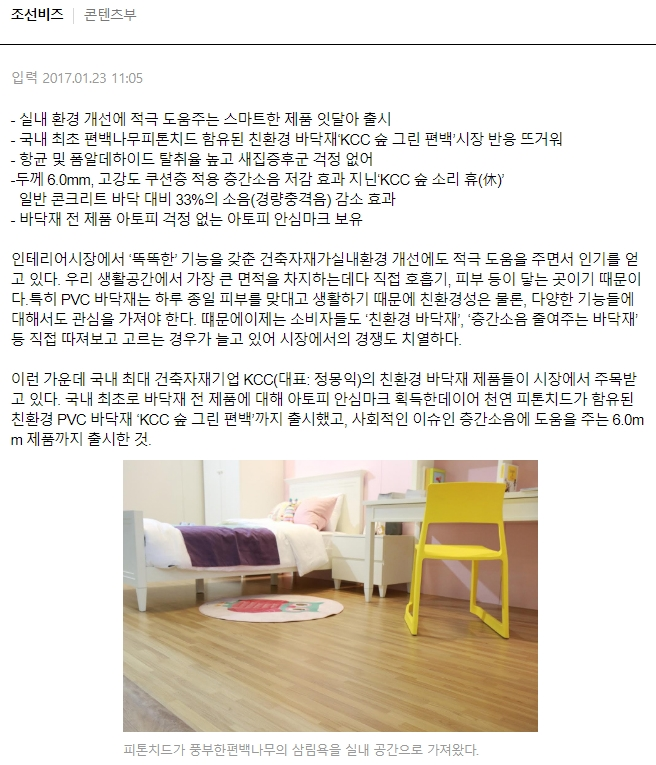 조선비즈 콘텐츠부
입력 2017.01.23 11:05
- 실내 환경 개선에 적극 도움주는 스마트한 제품 잇달아 출시
- 국내 최초 편백나무피톤치드 함유된 친환경 바닥재‘KCC 숲 그린 편백’시장 반응 뜨거워
- 항균 및 폼알데하이드 탈취율 높고 새집증후군 걱정 없어
-두께 6.0mm, 고강도 쿠션층 적용 층간소음 저감 효과 지닌‘KCC 숲 소리 휴(休)’
일반 콘크리트 바닥 대비 33%의 소음(경량충격음) 감소 효과
- 바닥재 전 제품 아토피 걱정 없는 아토피 안심마크 보유
인테리어시장에서 ‘똑똑한’ 기능을 갖춘 건축자재가실내환경 개선에도 적극 도움을 주면서 인기를 얻
고 있다. 우리 생활공간에서 가장 큰 면적을 차지하는데다 직접 호흡기, 피부 등이 닿는 곳이기 때문이
다.특히 PVC 바닥재는 하루 종일 피부를 맞대고 생활하기 때문에 친환경성은 물론, 다양한 기능들에
대해서도 관심을 가져야 한다. 떄문에이제는 소비자들도 ‘친환경 바닥재’, ‘층간소음 줄여주는 바닥재’
등 직접 따져보고 고르는 경우가 늘고 있어 시장에서의 경쟁도 치열하다.
이런 가운데 국내 최대 건축자재기업 KCC(대표: 정몽익)의 친환경 바닥재 제품들이 시장에서 주목받
고 있다. 국내 최초로 바닥재 전 제품에 대해 아토피 안심마크 획득한데이어 천연 피톤치드가 함유된
친환경 PVC 바닥재 ‘KCC 숲 그린 편백’까지 출시했고, 사회적인 이슈인 층간소음에 도움을 주는 6.0m
m 제품까지 출시한 것.
피톤치드가 풍부한편백나무의 삼림욕을 실내 공간으로 가져왔다.